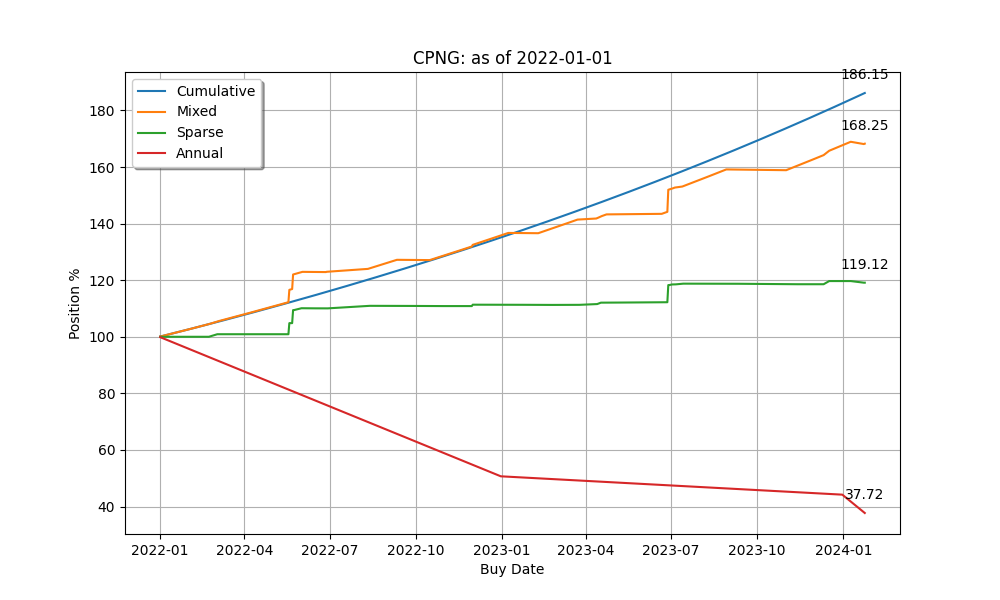 CPNG: as of 2022-01-01
Cumulative
Mixed
Sparse
Annual
186.15
168.25
119.12
37.72
Position %
180
160
140
120
100
80
60
40
2022-01 2022-04 2022-07 2022-10 2023-01 2023-04 2023-07 2023-10 2024-01
Buy Date